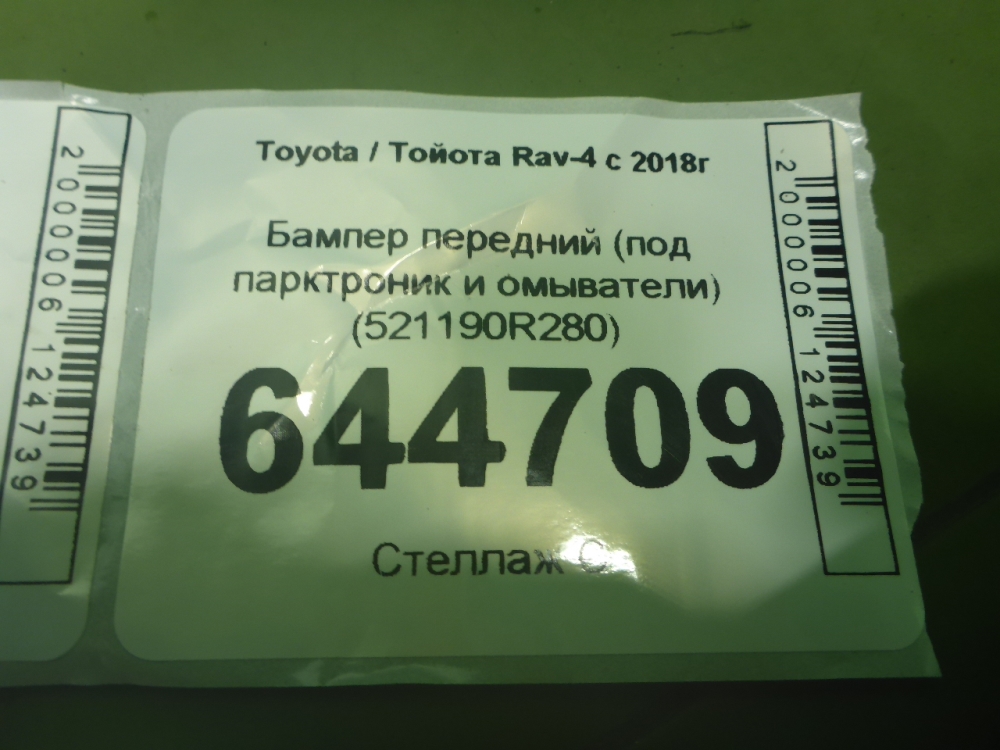 Toyota / Тойота Rav-4 с 2018г
Бампер передний (под
парктроник и омыватели)
(521190R280)
644709
Стеллаж
2000006124739
2000006124739